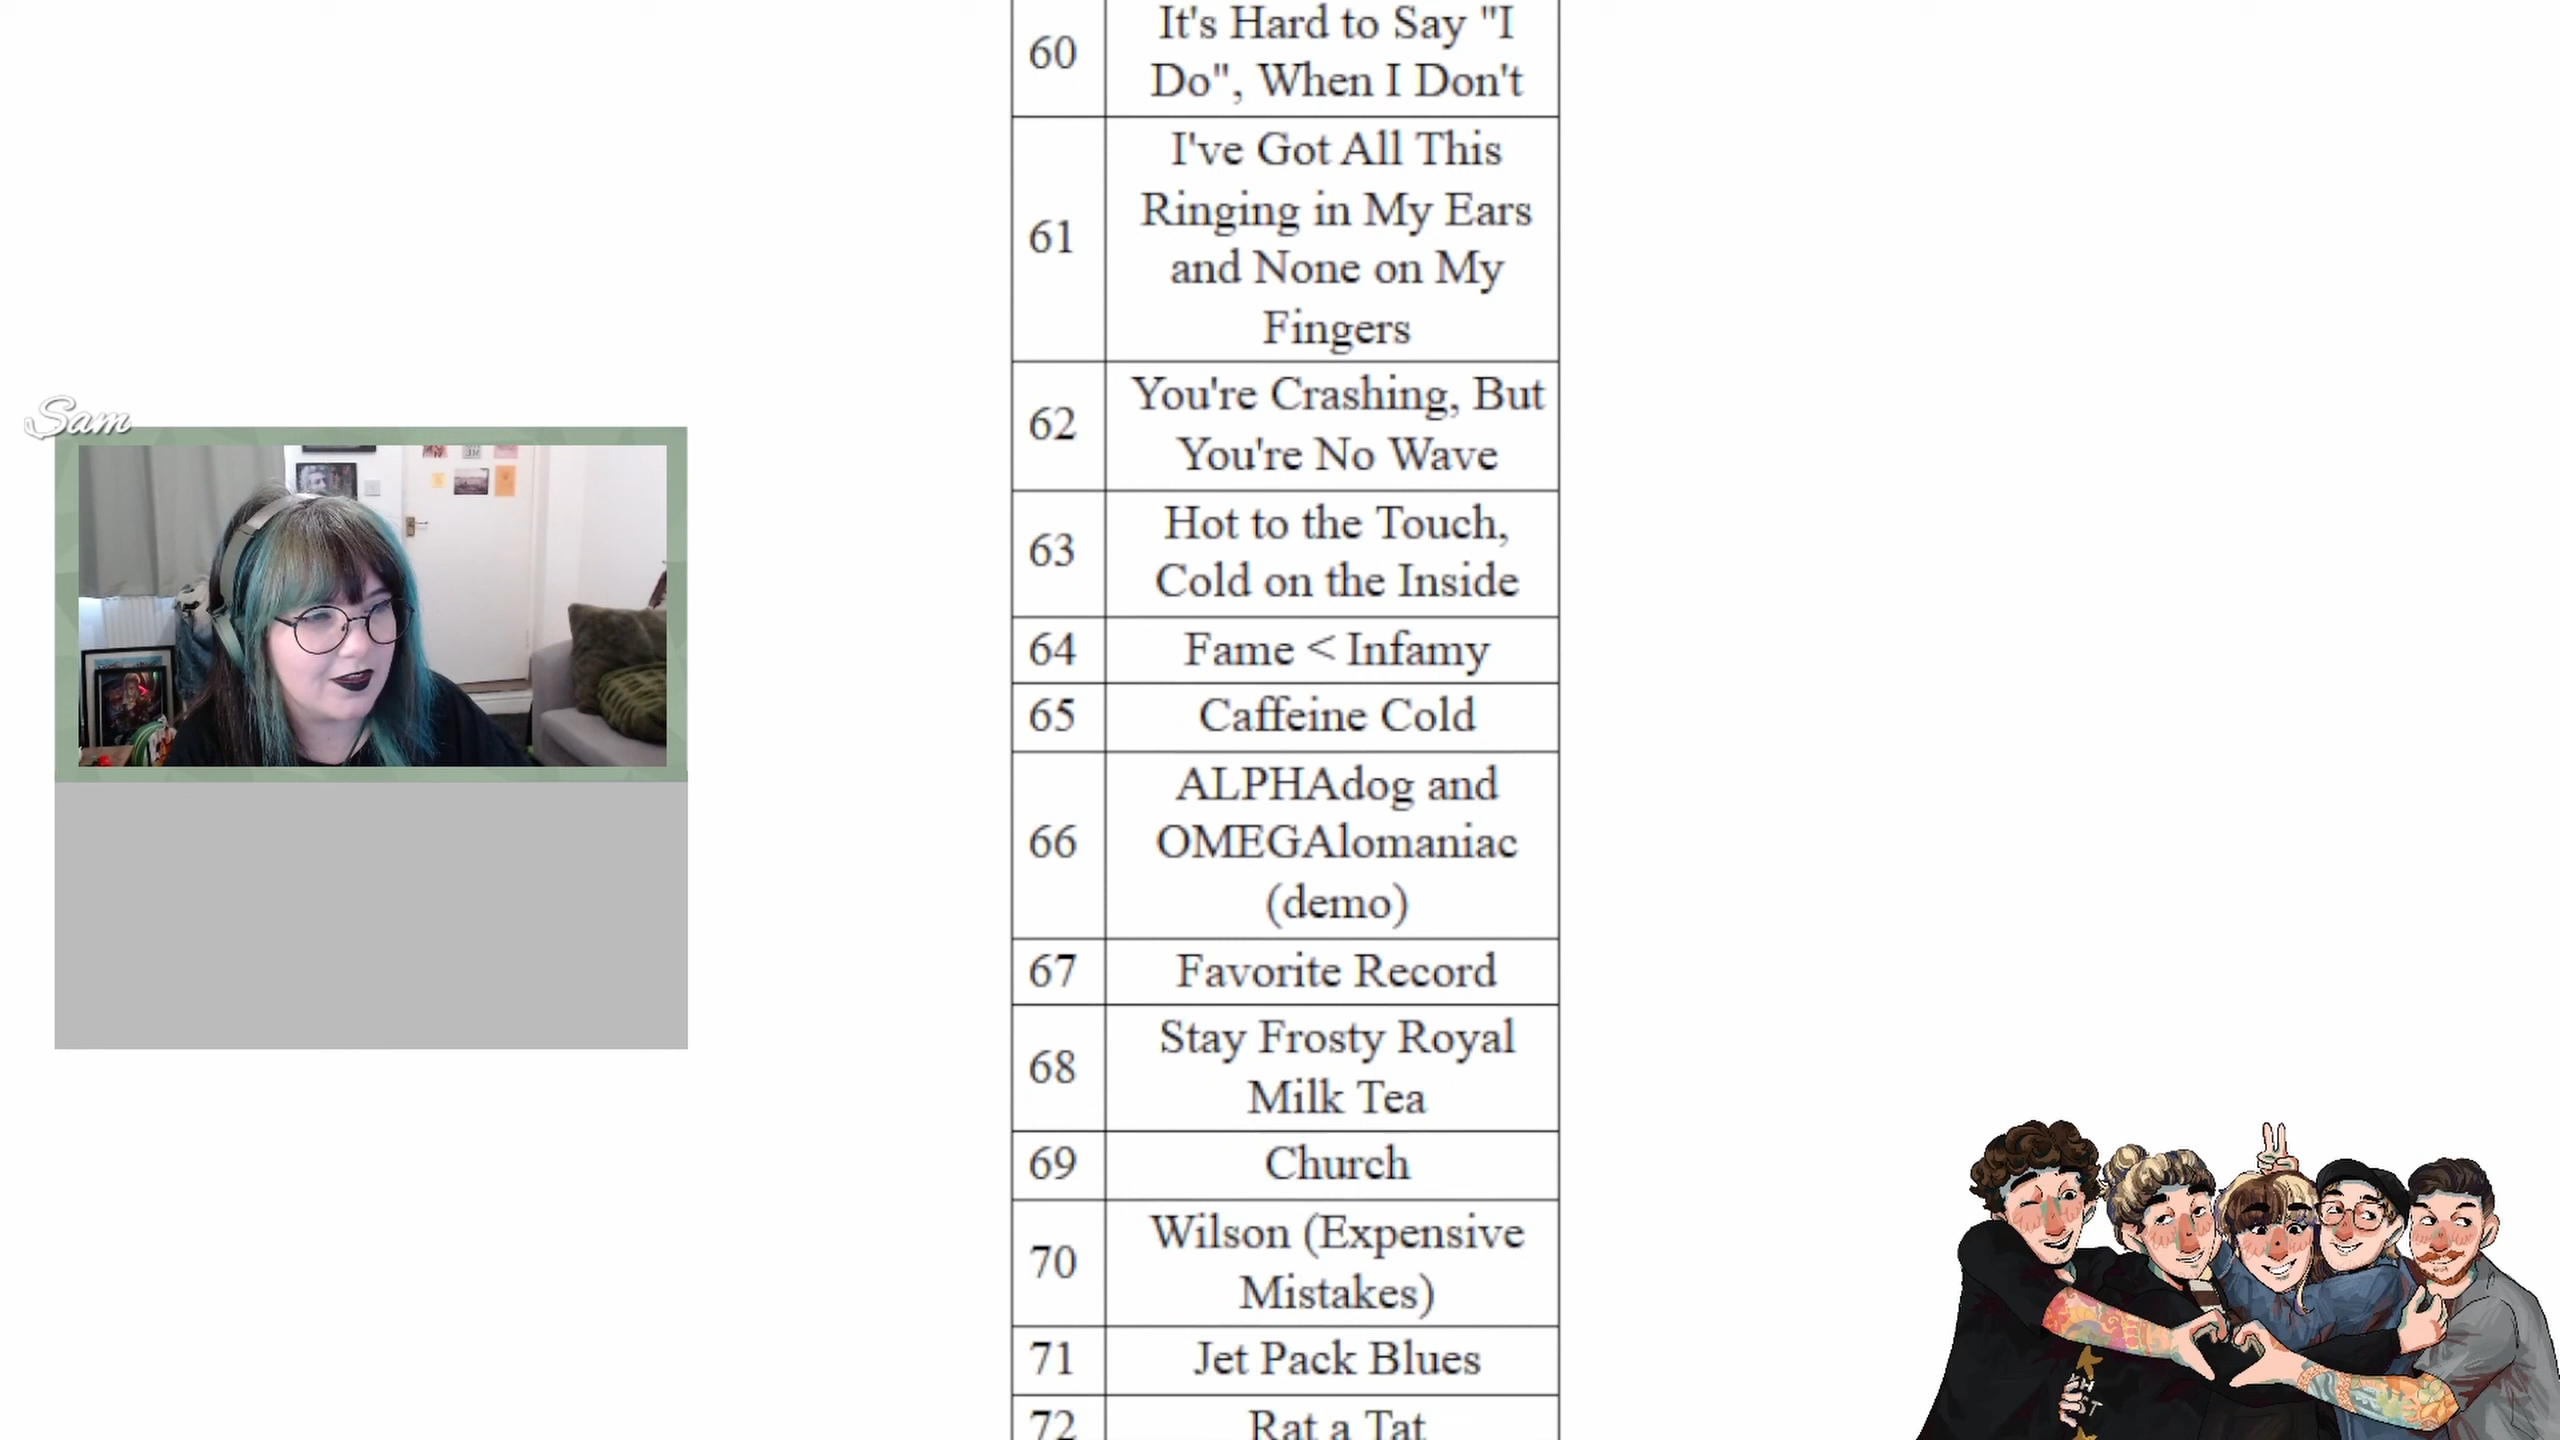 60
It's Hard to Say "I
Do", When I Don't
61
I've Got All This
Ringing in My Ears
and None on My
Fingers
62
You're Crashing, But
You're No Wave
63
Hot to the Touch,
Cold on the Inside
64
Fame < Infamy
65
Caffeine Cold
66
ALPHAdog and
OMEGAlomaniac
(demo)
67
Favorite Record
68
Stay Frosty Royal
Milk Tea
69
Church
70
Wilson (Expensive
Mistakes)
71
Jet Pack Blues
72
Rat a Tat
Sam